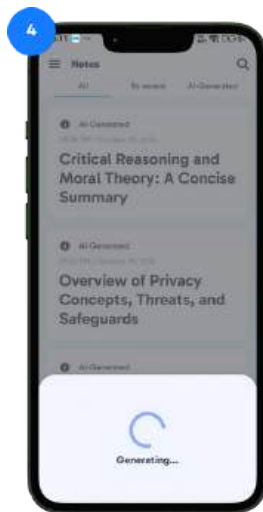 4
Notes
All
AI-Generated
AI-Generated
Critical Reasoning and
Moral Theory: A Concise
Summary
AI-Generated
Overview of Privacy
Concepts, Threats, and
Safeguards
AI-Generated
Generating...